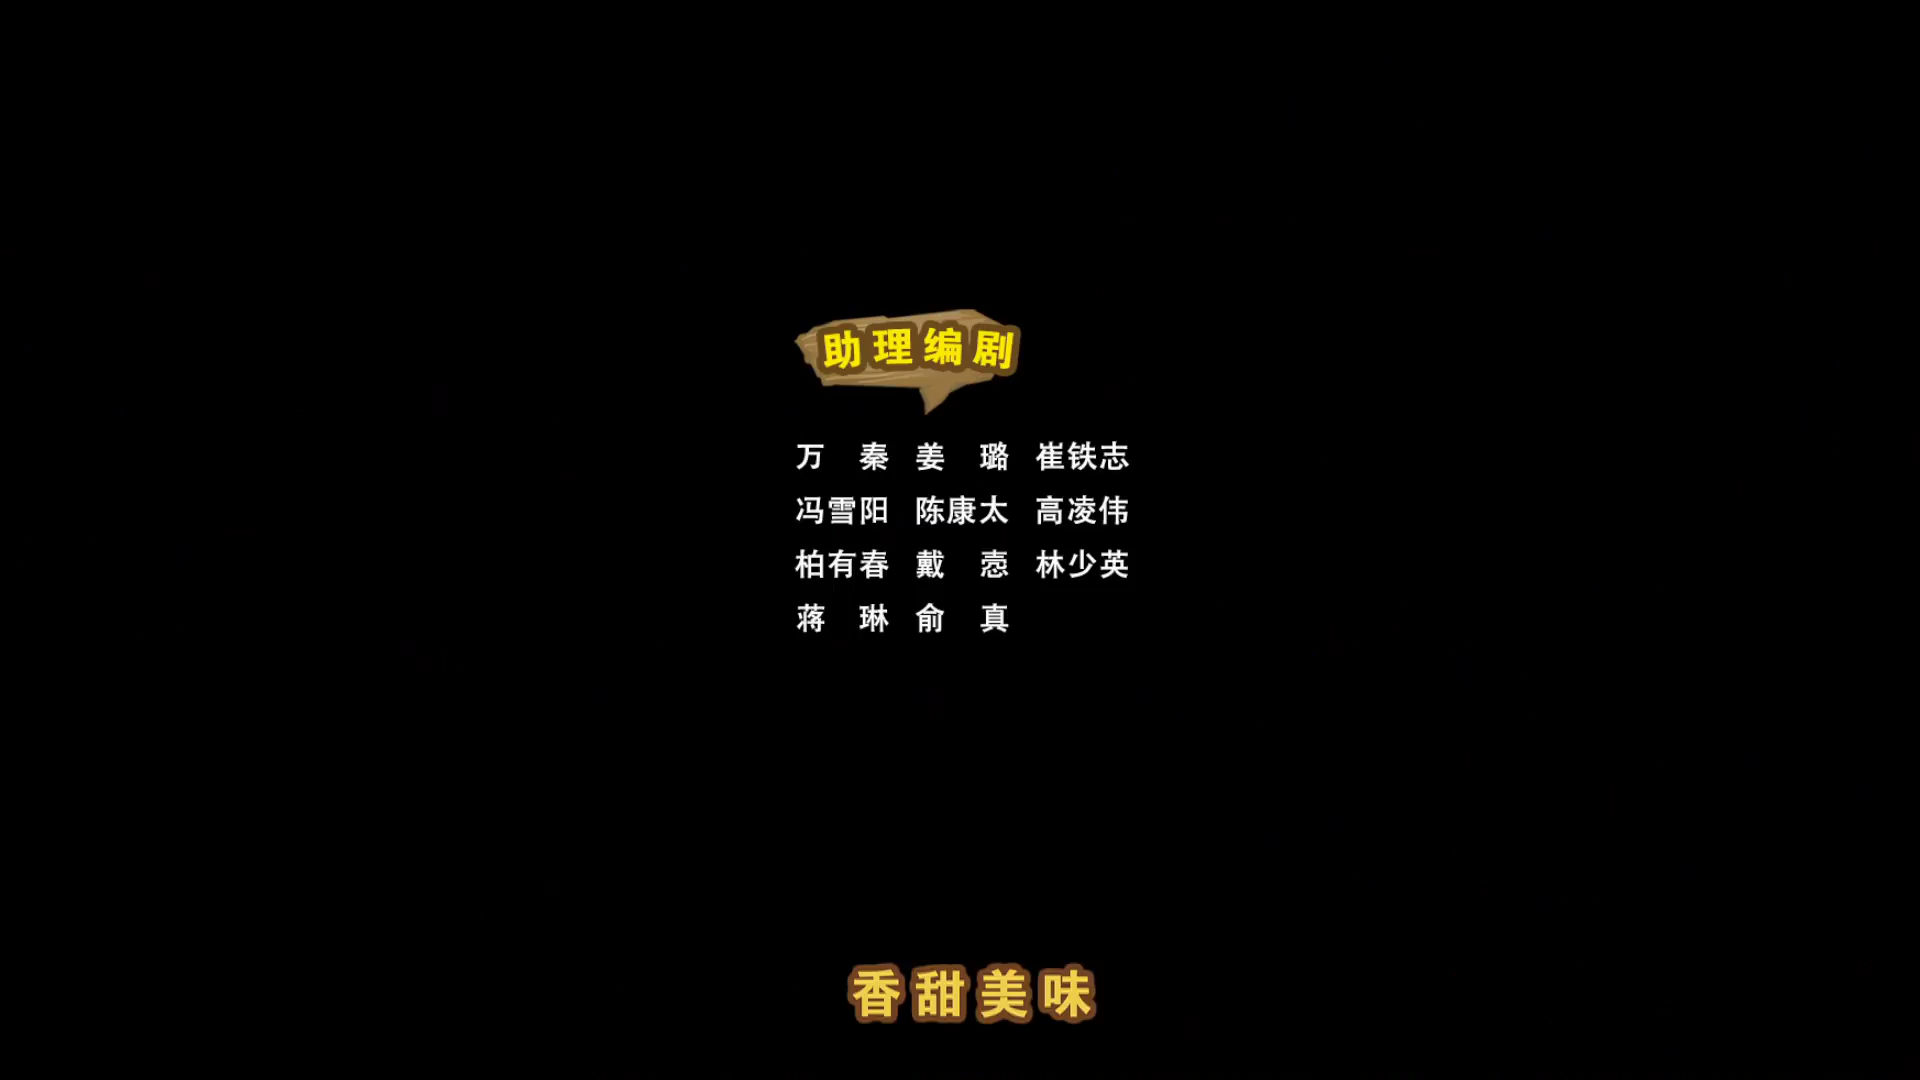 助理编剧
万 秦 姜 璐 崔铁志
冯雪阳 陈康太 高凌伟
柏有春 戴 悫 林少英
蒋 琳 俞 真
香甜美味